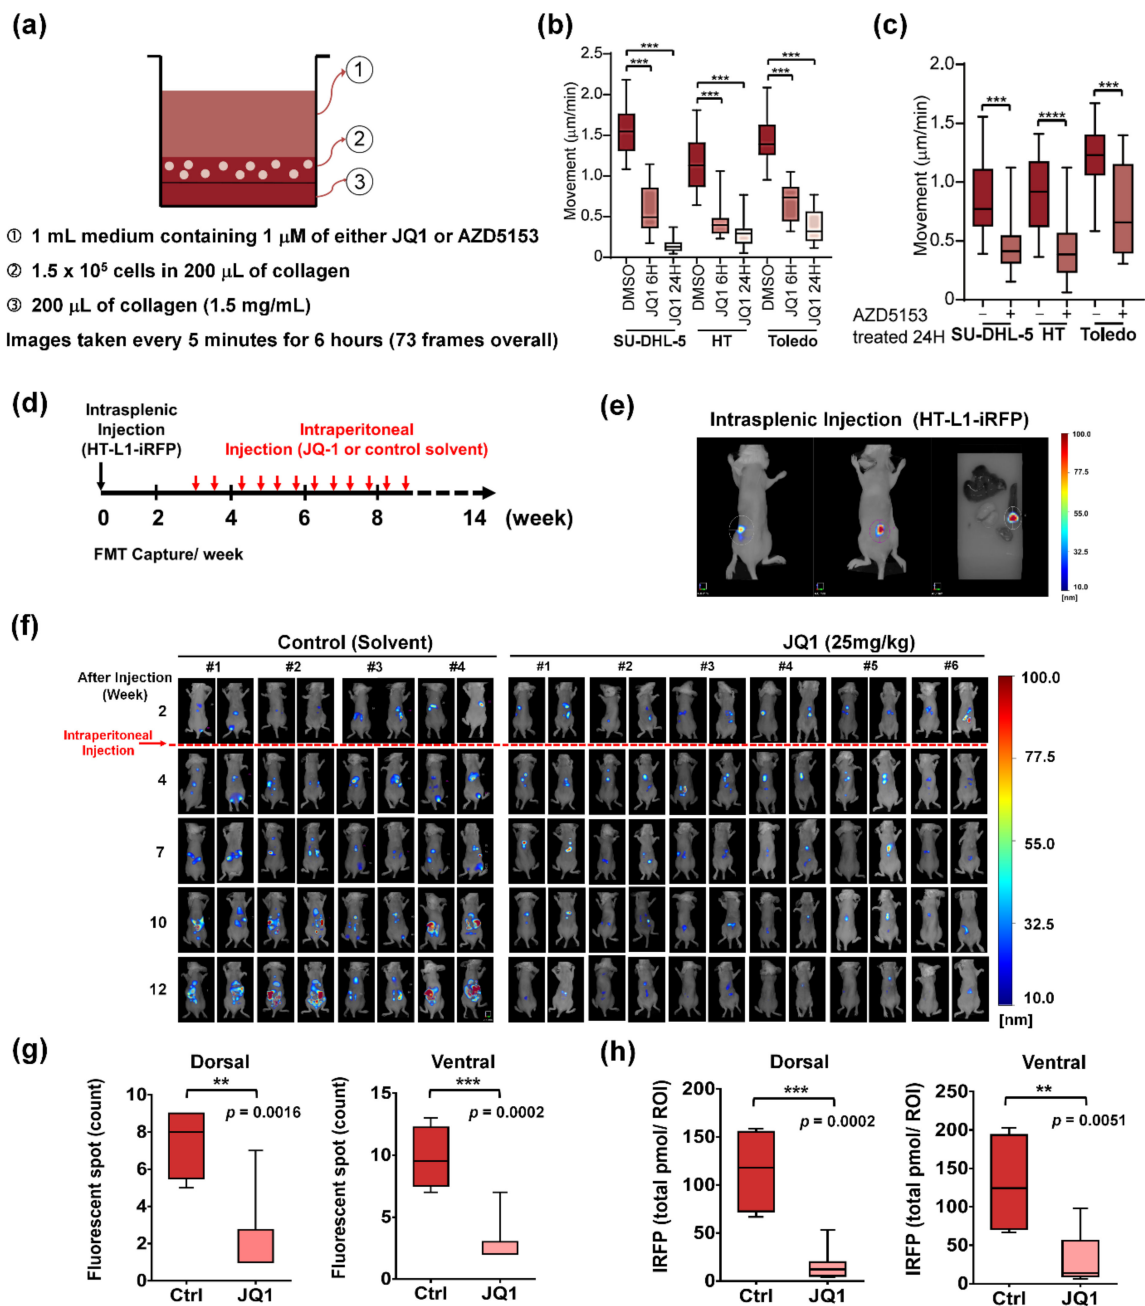 (a)
1
2
3
① 1 mL medium containing 1 μM of either JQ1 or AZD5153
② 1.5 x 10⁵ cells in 200 μL of collagen
③ 200 μL of collagen (1.5 mg/mL)
Images taken every 5 minutes for 6 hours (73 frames overall)
(b)
Movement (μm/min)
2.5
2.0
1.5
1.0
0.5
0.0
*** *** *** *** *** ***
DMSO JQ1 6H JQ1 24H DMSO JQ1 6H JQ1 24H DMSO JQ1 6H JQ1 24H
SU-DHL-5 HT Toledo
(c)
Movement (μm/min)
2.0
1.5
1.0
0.5
0.0
*** **** ***
AZD5153 – + – + – +
treated 24H SU-DHL-5 HT Toledo
(d)
Intrasplenic
Injection
(HT-L1-iRFP)
Intraperitoneal
Injection (JQ-1 or control solvent)
0 2 4 6 8 14 (week)
FMT Capture/ week
(e)
Intrasplenic Injection (HT-L1-iRFP)
100.0
77.5
55.0
32.5
10.0
[nm]
(f)
Control (Solvent) JQ1 (25mg/kg)
#1 #2 #3 #4 #1 #2 #3 #4 #5 #6
After Injection
(Week)
2
Intraperitoneal
Injection
4
7
10
12
100.0
77.5
55.0
32.5
10.0
[nm]
(g)
Dorsal
**
p = 0.0016
Fluorescent spot (count)
10
8
6
4
2
0
Ctrl JQ1
Ventral
***
p = 0.0002
Fluorescent spot (count)
15
10
5
0
Ctrl JQ1
(h)
Dorsal
***
p = 0.0002
IRFP (total pmol/ ROI)
200
150
100
50
0
Ctrl JQ1
Ventral
**
p = 0.0051
IRFP (total pmol/ ROI)
250
200
150
100
50
0
Ctrl JQ1